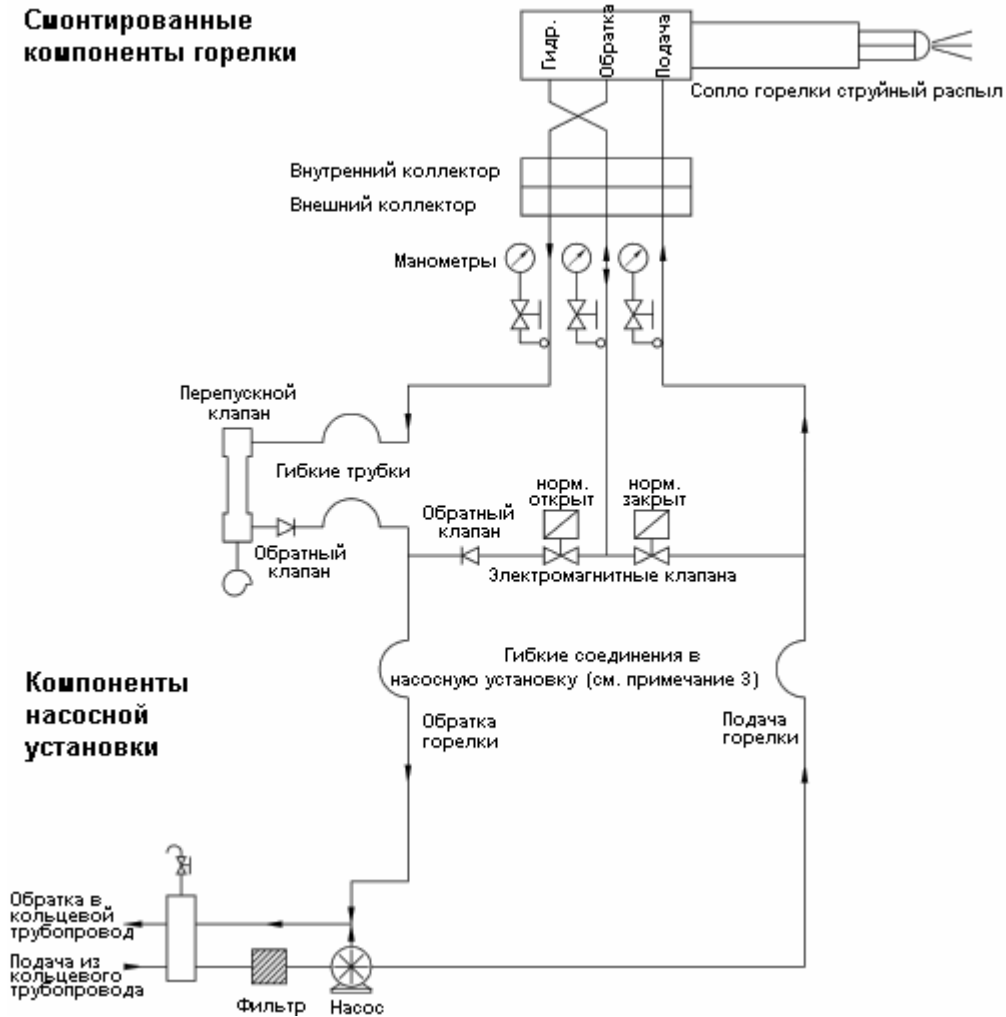 Смонтированные
компоненты горелки
Гидр.
Обратка
Подача
Сопло горелки струйный распыл
Внутренний коллектор
Внешний коллектор
Манометры
Перепускной
клапан
Гибкие трубки
Обратный
клапан
Обратный
клапан
норм.
открыт
норм.
закрыт
Электромагнитные клапана
Гибкие соединения в
насосную установку (см. примечание 3)
Компоненты
насосной
установки
Обратка
горелки
Подача
горелки
Обратка в
кольцевой
трубопровод
Подача из
кольцевого
трубопровода
Фильтр
Насос